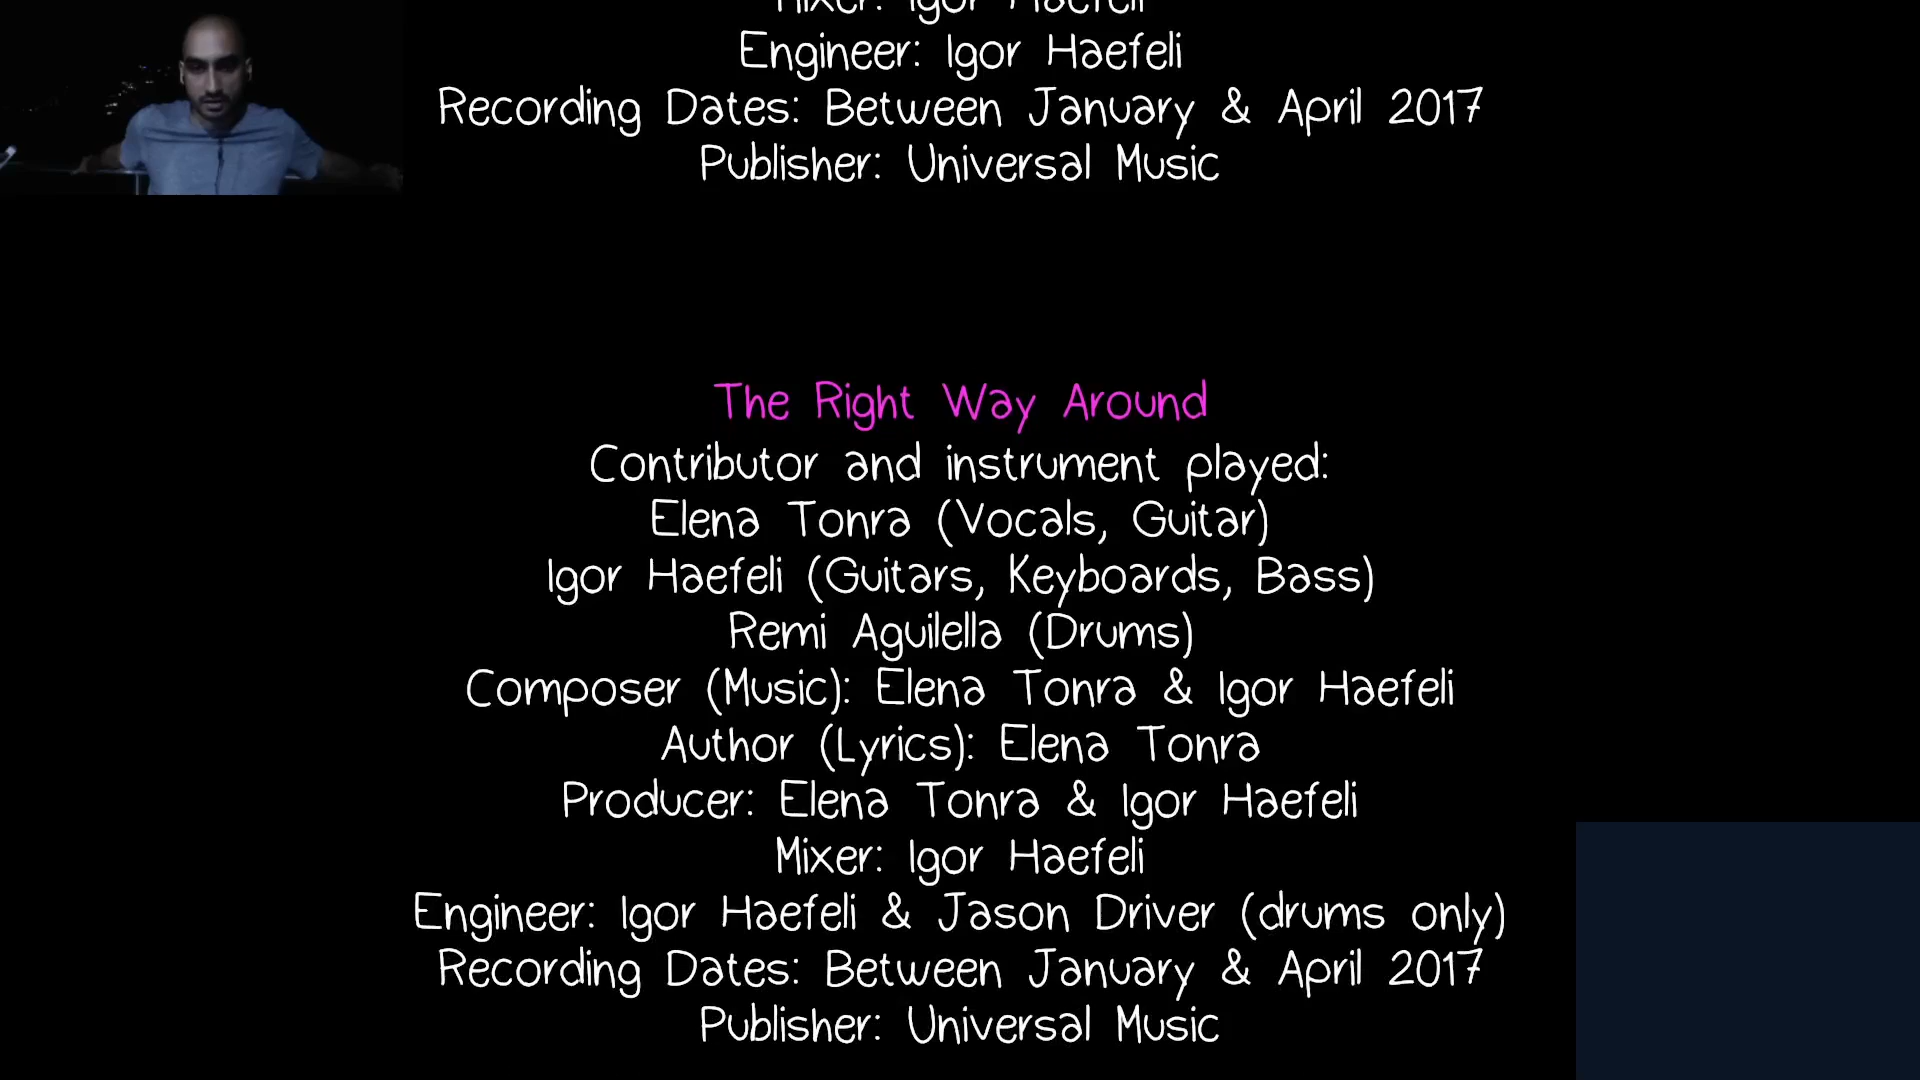 Mixer: Igor Haefeli
Engineer: Igor Haefeli
Recording Dates: Between January & April 2017
Publisher: Universal Music
The Right Way Around
Contributor and instrument played:
Elena Tonra (Vocals, Guitar)
Igor Haefeli (Guitars, Keyboards, Bass)
Remi Aguilella (Drums)
Composer (Music): Elena Tonra & Igor Haefeli
Author (Lyrics): Elena Tonra
Producer: Elena Tonra & Igor Haefeli
Mixer: Igor Haefeli
Engineer: Igor Haefeli & Jason Driver (drums only)
Recording Dates: Between January & April 2017
Publisher: Universal Music